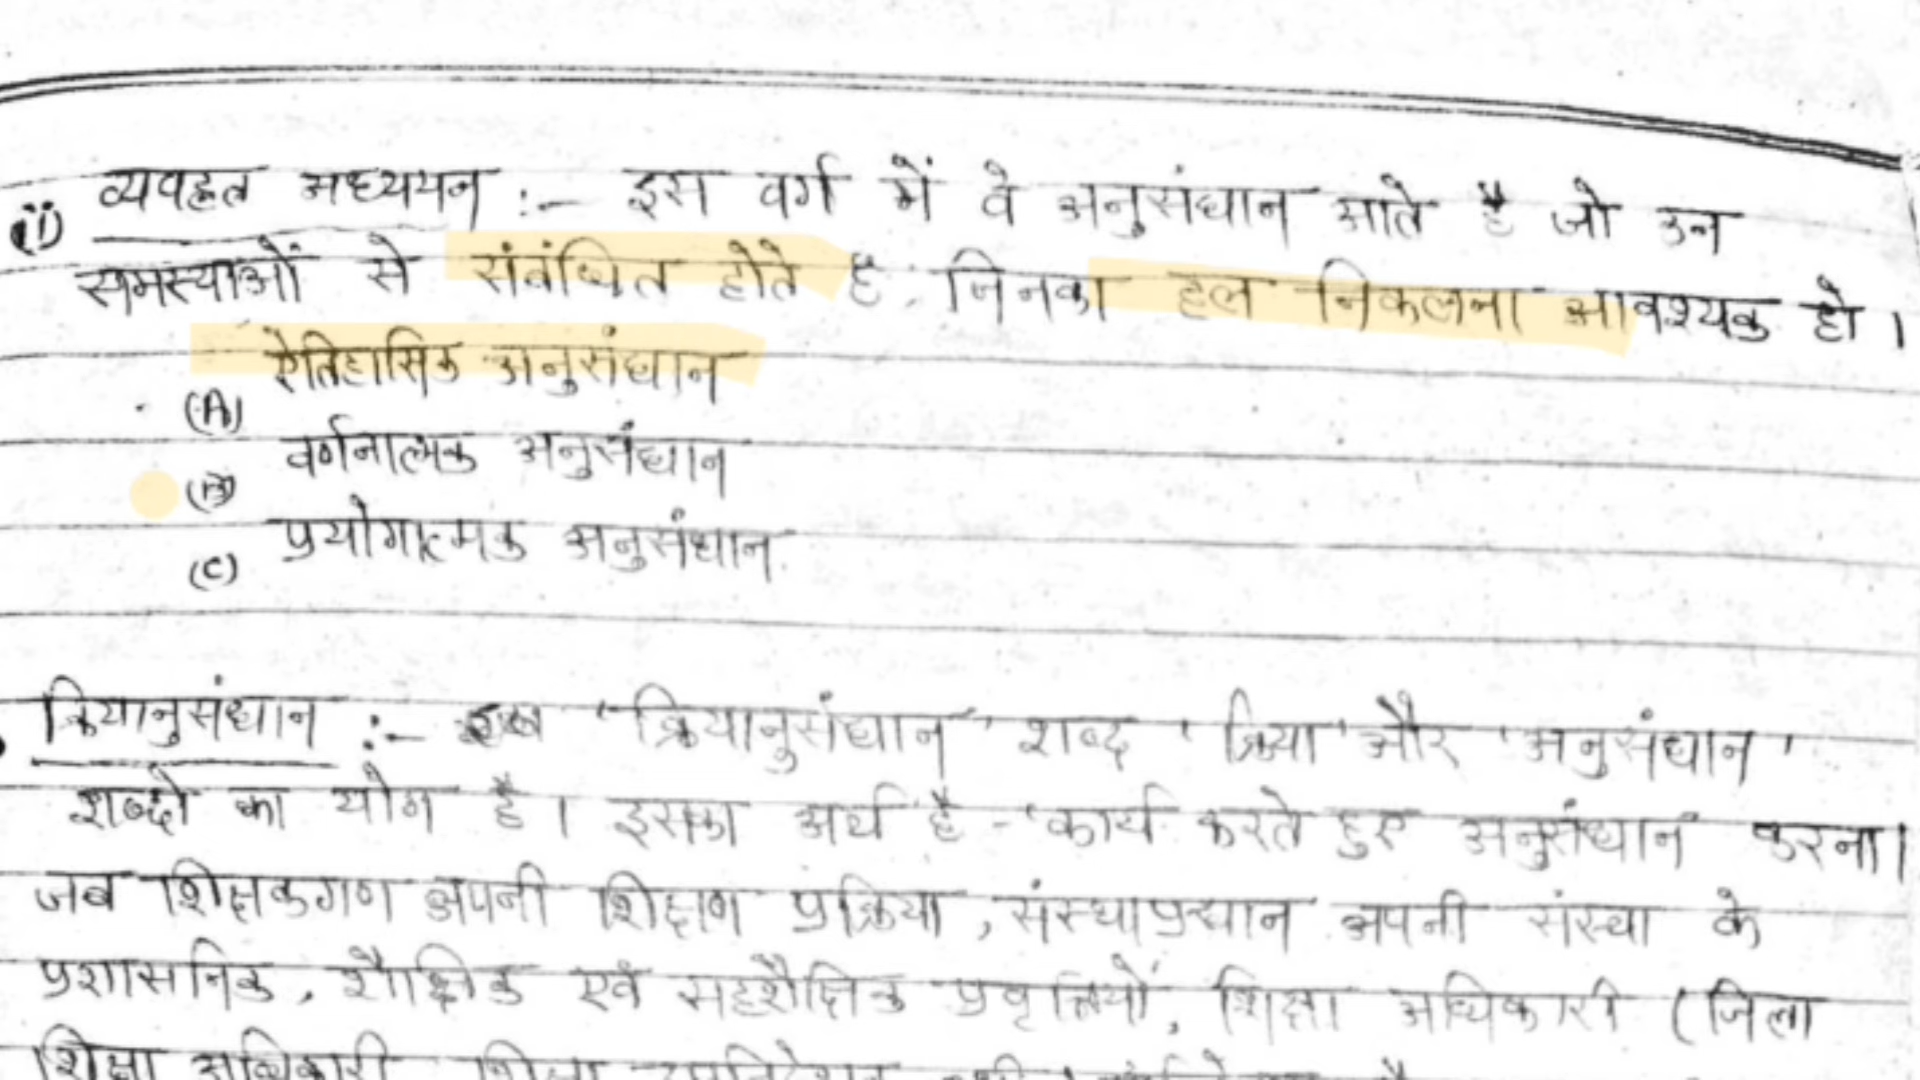 (ii) व्यवहृत अध्ययन :- इस वर्ग में वे अनुसंधान आते है जो उन
समस्याओं से संबंधित होते है, जिनका हल निकलना आवश्यक हो।
(A) ऐतिहासिक अनुसंधान
(B) वर्णनात्मक अनुसंधान
(C) प्रयोगात्मक अनुसंधान
क्रियानुसंधान :- 'क्रियानुसंधान' शब्द 'क्रिया' और 'अनुसंधान'
शब्दो का योग है। इसका अर्थ है - 'कार्य करते हुए अनुसंधान करना।
जब शिक्षकगण अपनी शिक्षण प्रक्रिया, संस्थाप्रधान अपनी संस्था के
प्रशासनिक, शैक्षिक एवं सहशैक्षिक प्रवृत्तियों, शिक्षा अधिकारी (जिला
शिक्षा अधिकारी